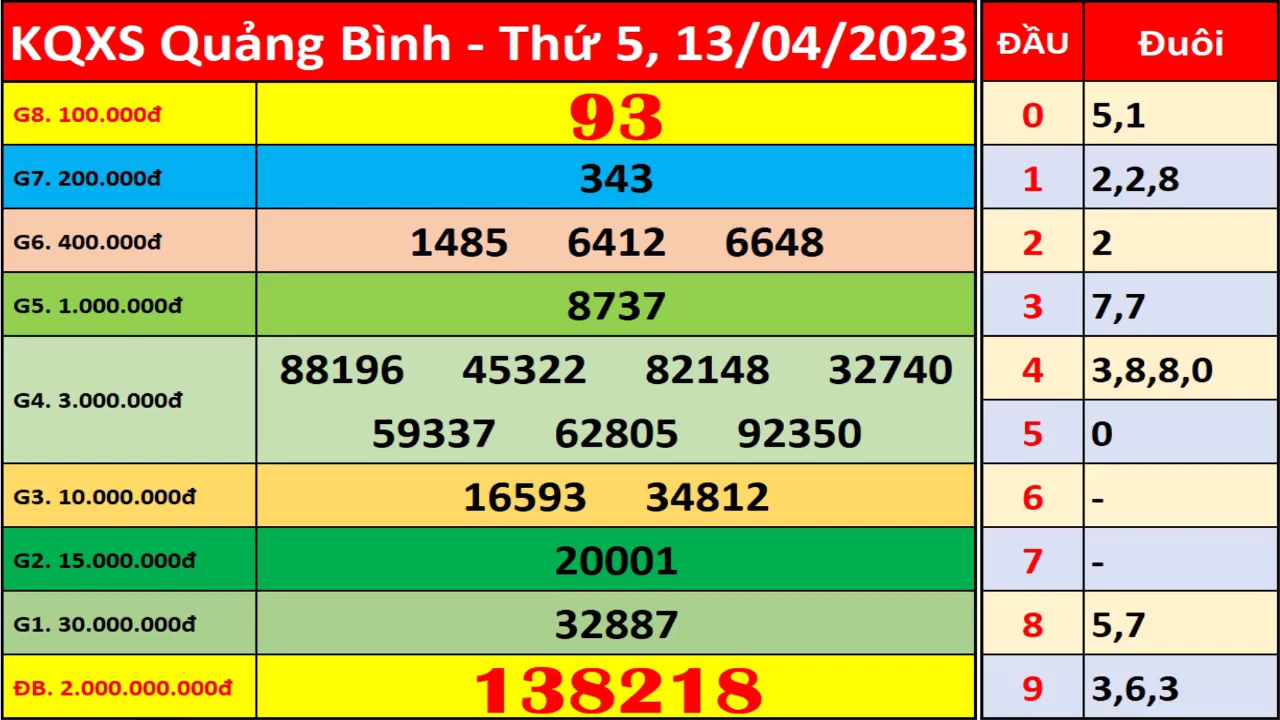 KQXS Quảng Bình - Thứ 5, 13/04/2023 ĐẦU Đuôi
G8. 100.000đ 93 0 5,1
G7. 200.000đ 343 1 2,2,8
G6. 400.000đ 1485 6412 6648 2 2
G5. 1.000.000đ 8737 3 7,7
G4. 3.000.000đ 88196 45322 82148 32740 4 3,8,8,0
59337 62805 92350 5 0
G3. 10.000.000đ 16593 34812 6 -
G2. 15.000.000đ 20001 7 -
G1. 30.000.000đ 32887 8 5,7
ĐB. 2.000.000.000đ 138218 9 3,6,3